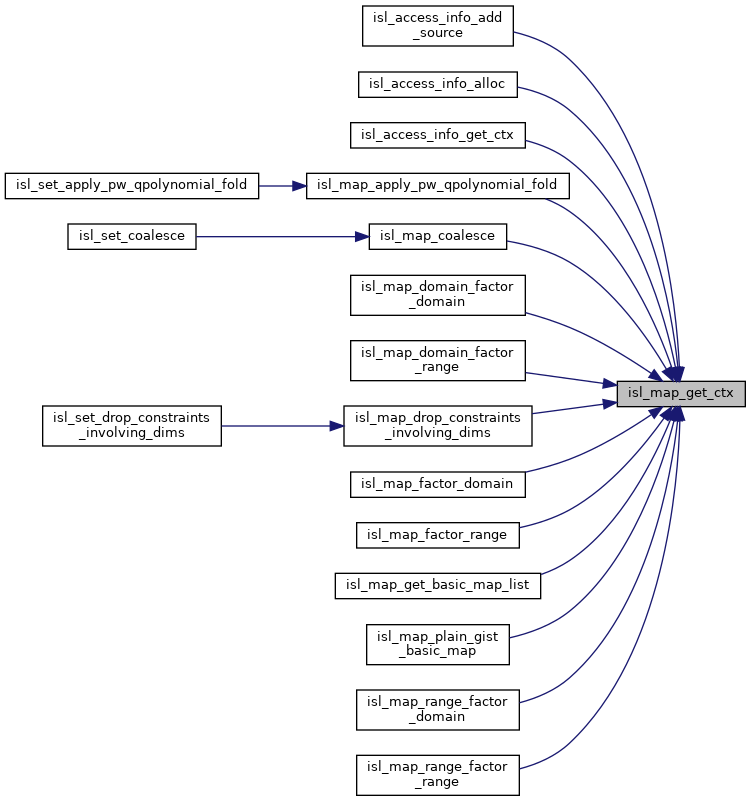 isl_access_info_add
_source
isl_access_info_alloc
isl_access_info_get_ctx
isl_set_apply_pw_qpolynomial_fold
isl_map_apply_pw_qpolynomial_fold
isl_set_coalesce
isl_map_coalesce
isl_map_domain_factor
_domain
isl_map_domain_factor
_range
isl_map_get_ctx
isl_set_drop_constraints
_involving_dims
isl_map_drop_constraints
_involving_dims
isl_map_factor_domain
isl_map_factor_range
isl_map_get_basic_map_list
isl_map_plain_gist
_basic_map
isl_map_range_factor
_domain
isl_map_range_factor
_range